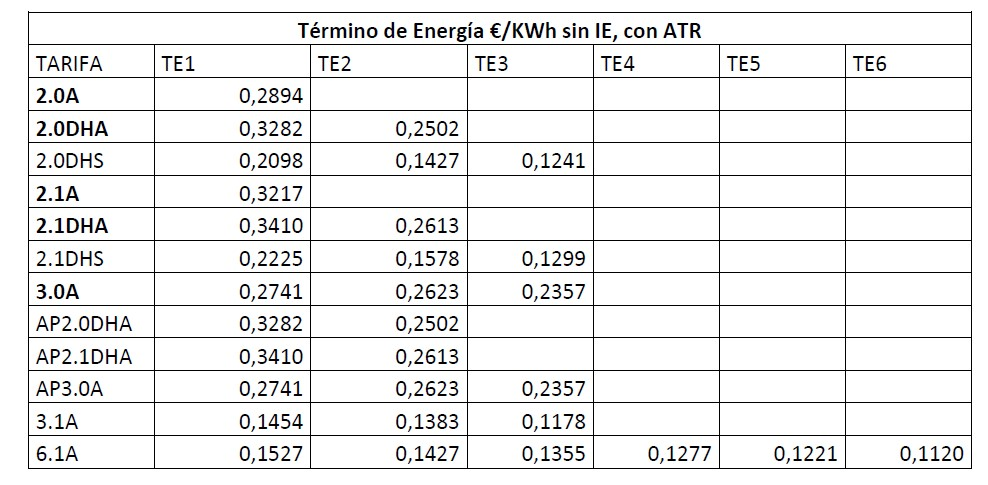 Término de Energía €/KWh sin IE, con ATR
TARIFA TE1 TE2 TE3 TE4 TE5 TE6
2.0A 0,2894
2.0DHA 0,3282 0,2502
2.0DHS 0,2098 0,1427 0,1241
2.1A 0,3217
2.1DHA 0,3410 0,2613
2.1DHS 0,2225 0,1578 0,1299
3.0A 0,2741 0,2623 0,2357
AP2.0DHA 0,3282 0,2502
AP2.1DHA 0,3410 0,2613
AP3.0A 0,2741 0,2623 0,2357
3.1A 0,1454 0,1383 0,1178
6.1A 0,1527 0,1427 0,1355 0,1277 0,1221 0,1120